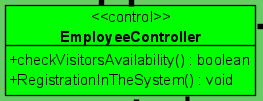 <<control>>
EmployeeController
+checkVisitorsAvailability() : boolean
+RegistrationInTheSystem() : void